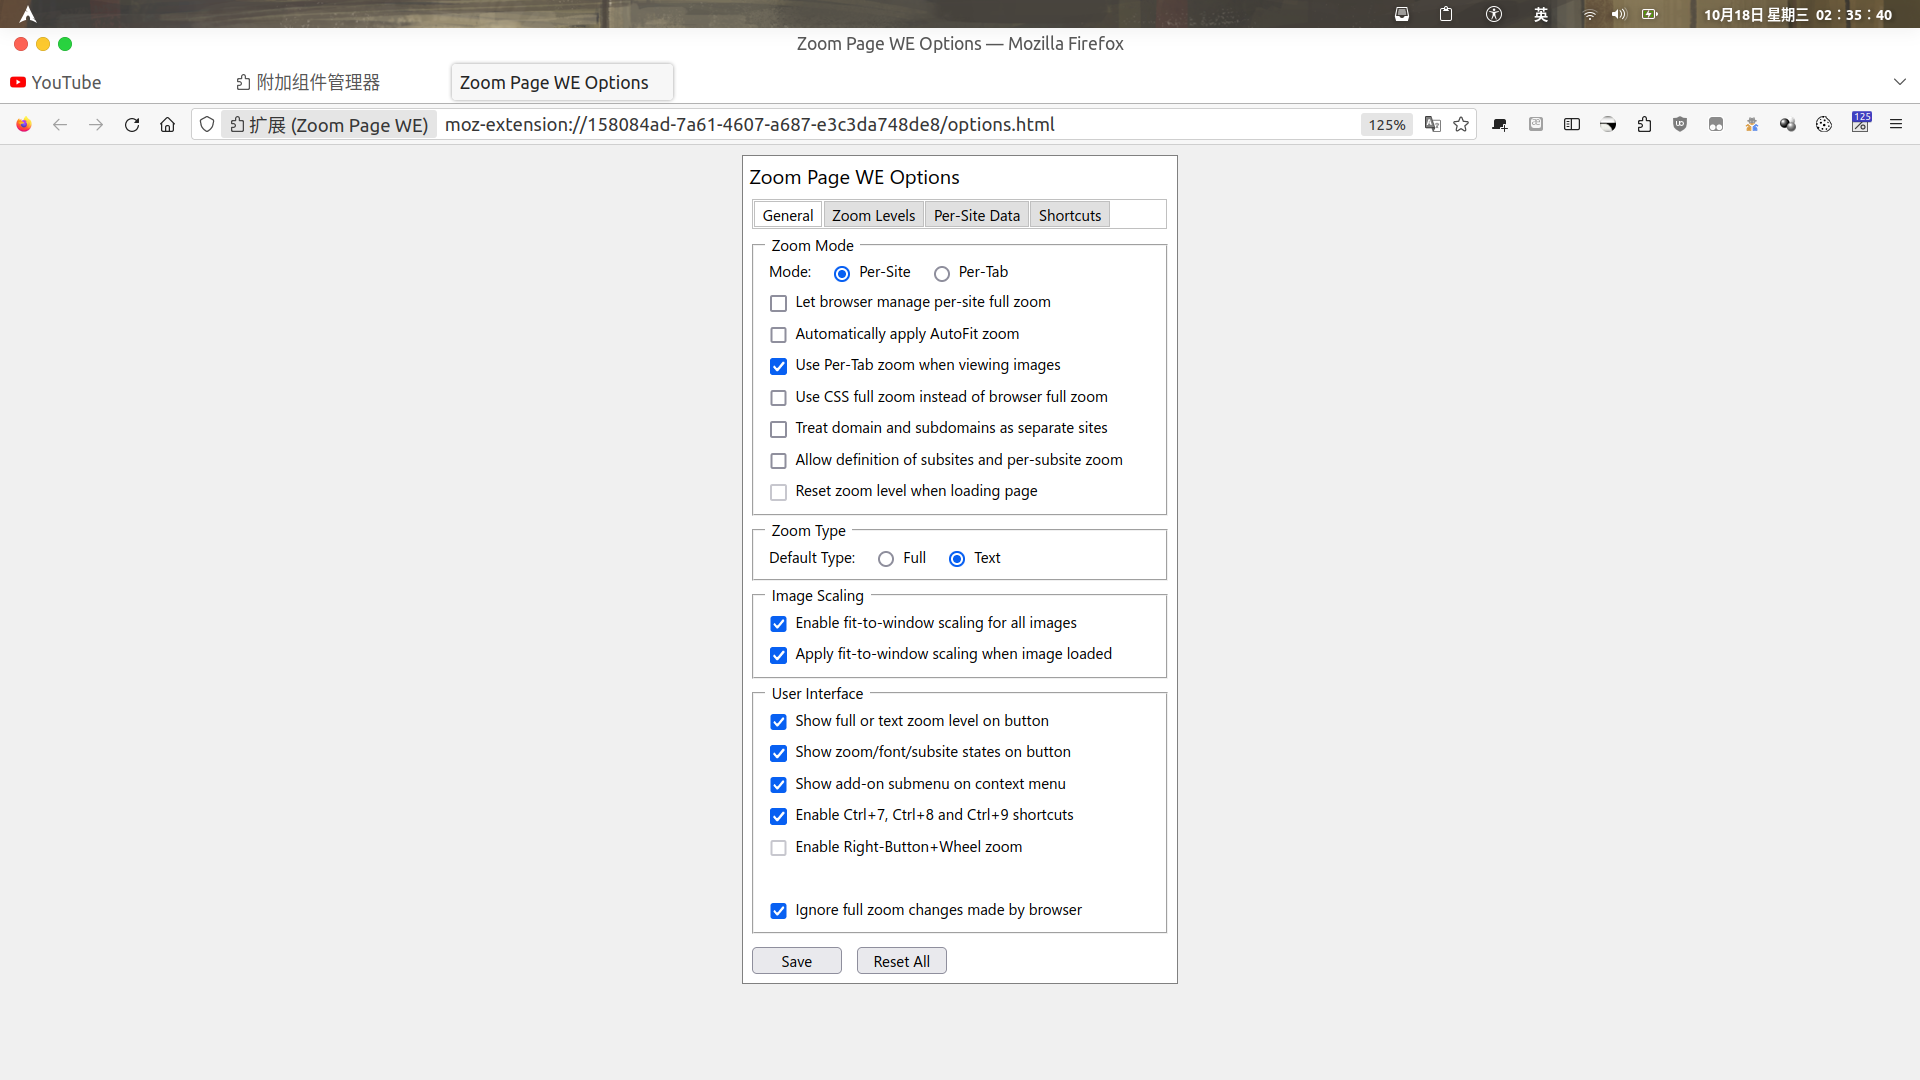 英
10月18日 星期三 02：35：40
Zoom Page WE Options — Mozilla Firefox
YouTube
附加组件管理器
Zoom Page WE Options
扩展 (Zoom Page WE)
moz-extension://158084ad-7a61-4607-a687-e3c3da748de8/options.html
125%
125
Zoom Page WE Options
General
Zoom Levels
Per-Site Data
Shortcuts
Zoom Mode
Mode: Per-Site Per-Tab
Let browser manage per-site full zoom
Automatically apply AutoFit zoom
Use Per-Tab zoom when viewing images
Use CSS full zoom instead of browser full zoom
Treat domain and subdomains as separate sites
Allow definition of subsites and per-subsite zoom
Reset zoom level when loading page
Zoom Type
Default Type: Full Text
Image Scaling
Enable fit-to-window scaling for all images
Apply fit-to-window scaling when image loaded
User Interface
Show full or text zoom level on button
Show zoom/font/subsite states on button
Show add-on submenu on context menu
Enable Ctrl+7, Ctrl+8 and Ctrl+9 shortcuts
Enable Right-Button+Wheel zoom
Ignore full zoom changes made by browser
Save
Reset All